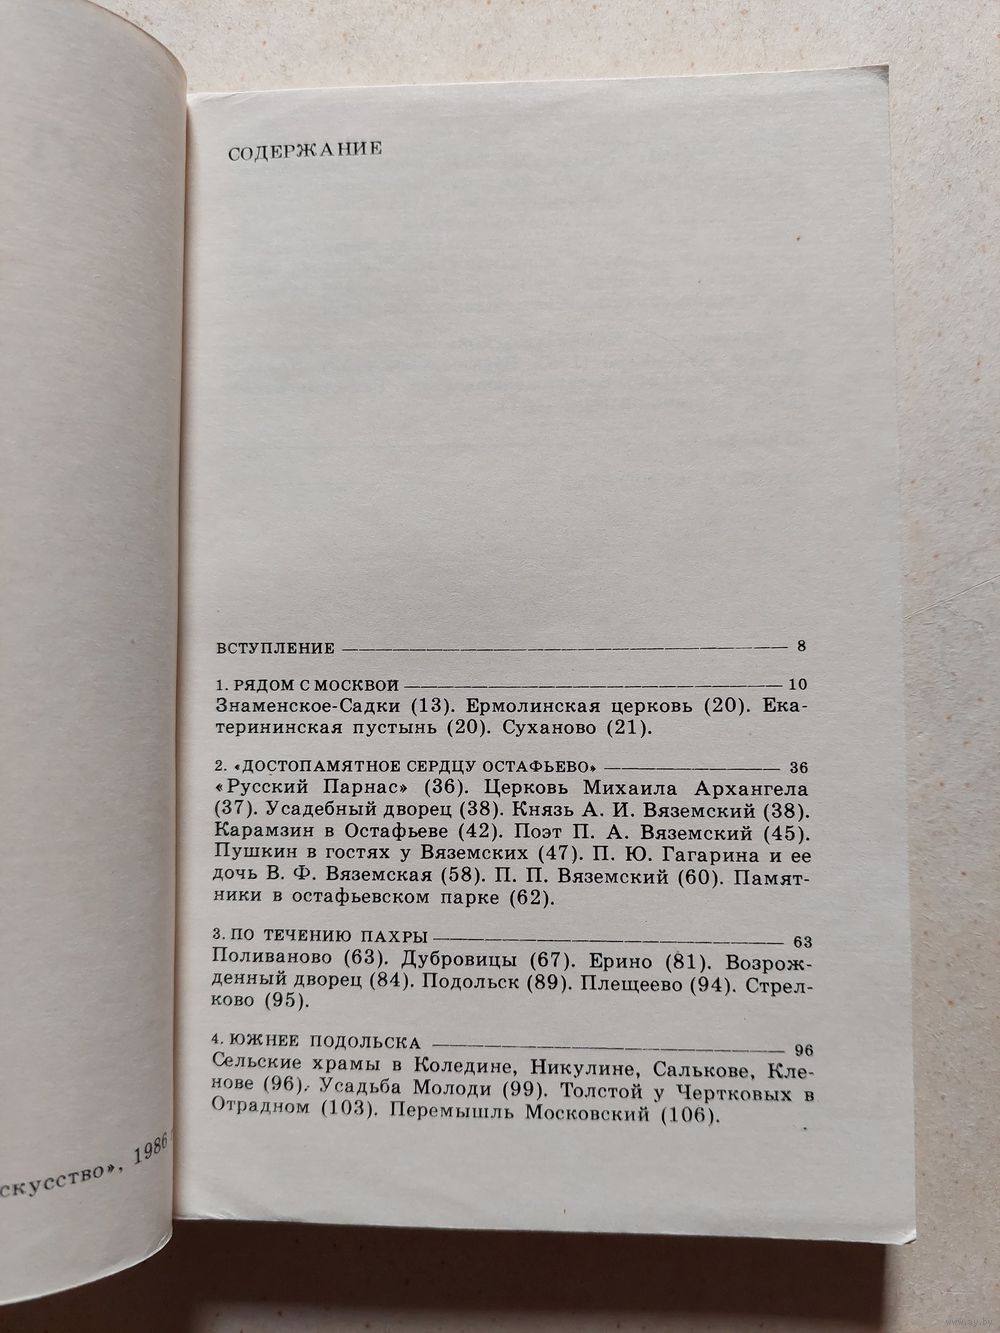 СОДЕРЖАНИЕ
ВСТУПЛЕНИЕ 8
1. РЯДОМ С МОСКВОЙ 10
Знаменское-Садки (13). Ермолинская церковь (20). Ека-
терининская пустынь (20). Суханово (21).
2. «ДОСТОПАМЯТНОЕ СЕРДЦУ ОСТАФЬЕВО» 36
«Русский Парнас» (36). Церковь Михаила Архангела
(37). Усадебный дворец (38). Князь А. И. Вяземский (38).
Карамзин в Остафьеве (42). Поэт П. А. Вяземский (45).
Пушкин в гостях у Вяземских (47). П. Ю. Гагарина и ее
дочь В. Ф. Вяземская (58). П. П. Вяземский (60). Памят-
ники в остафьевском парке (62).
3. ПО ТЕЧЕНИЮ ПАХРЫ 63
Поливаново (63). Дубровицы (67). Ерино (81). Возрож-
денный дворец (84). Подольск (89). Плещеево (94). Стрел-
ково (95).
4. ЮЖНЕЕ ПОДОЛЬСКА 96
Сельские храмы в Коледине, Никулине, Салькове, Кле-
нове (96). Усадьба Молоди (99). Толстой у Чертковых в
Отрадном (103). Перемышль Московский (106).
скусство», 1986 г
www.ay.by